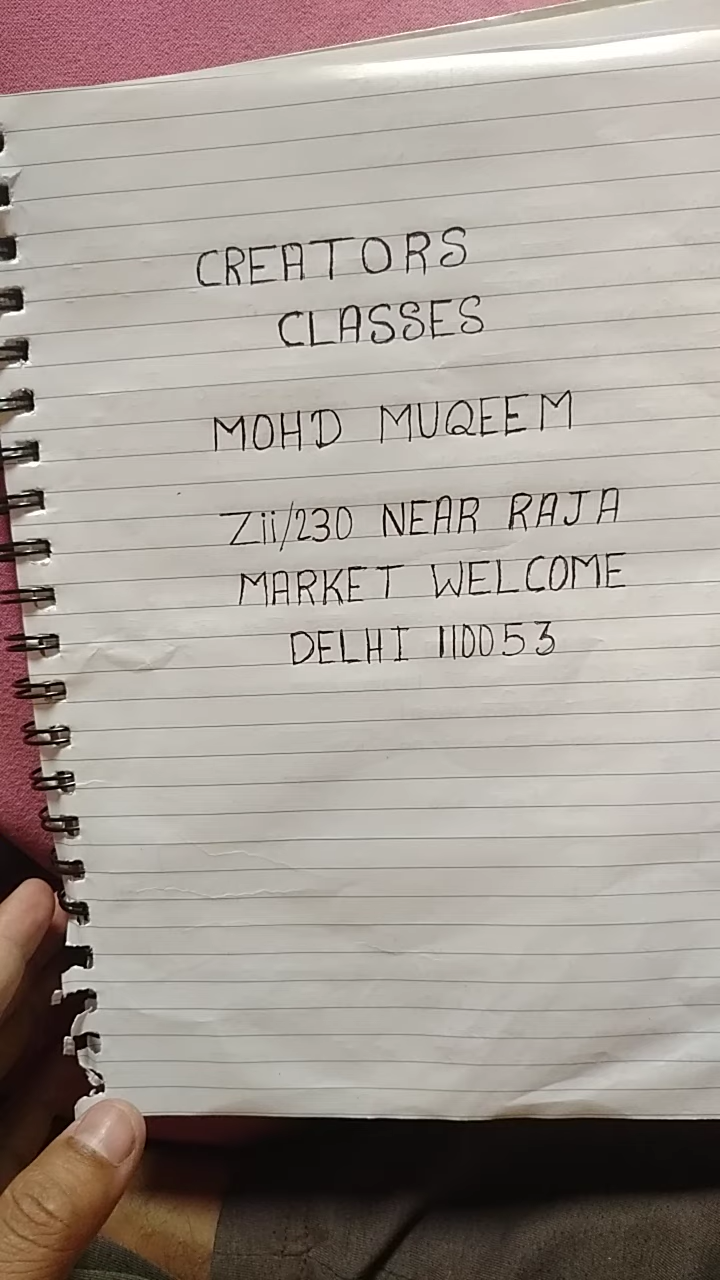 CREATORS
CLASSES
MOHD MUQEEM
Zii/230 NEAR RAJA
MARKET WELCOME
DELHI 110053